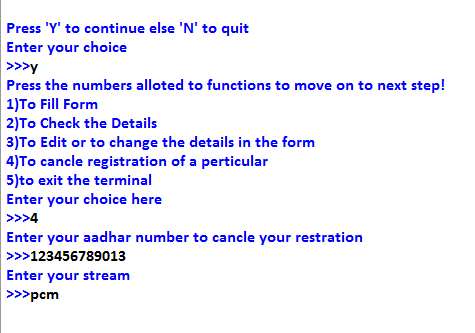 Press 'Y' to continue else 'N' to quit
Enter your choice
>>>y
Press the numbers alloted to functions to move on to next step!
1)To Fill Form
2)To Check the Details
3)To Edit or to change the details in the form
4)To cancle registration of a perticular
5)to exit the terminal
Enter your choice here
>>>4
Enter your aadhar number to cancle your restration
>>>123456789013
Enter your stream
>>>pcm